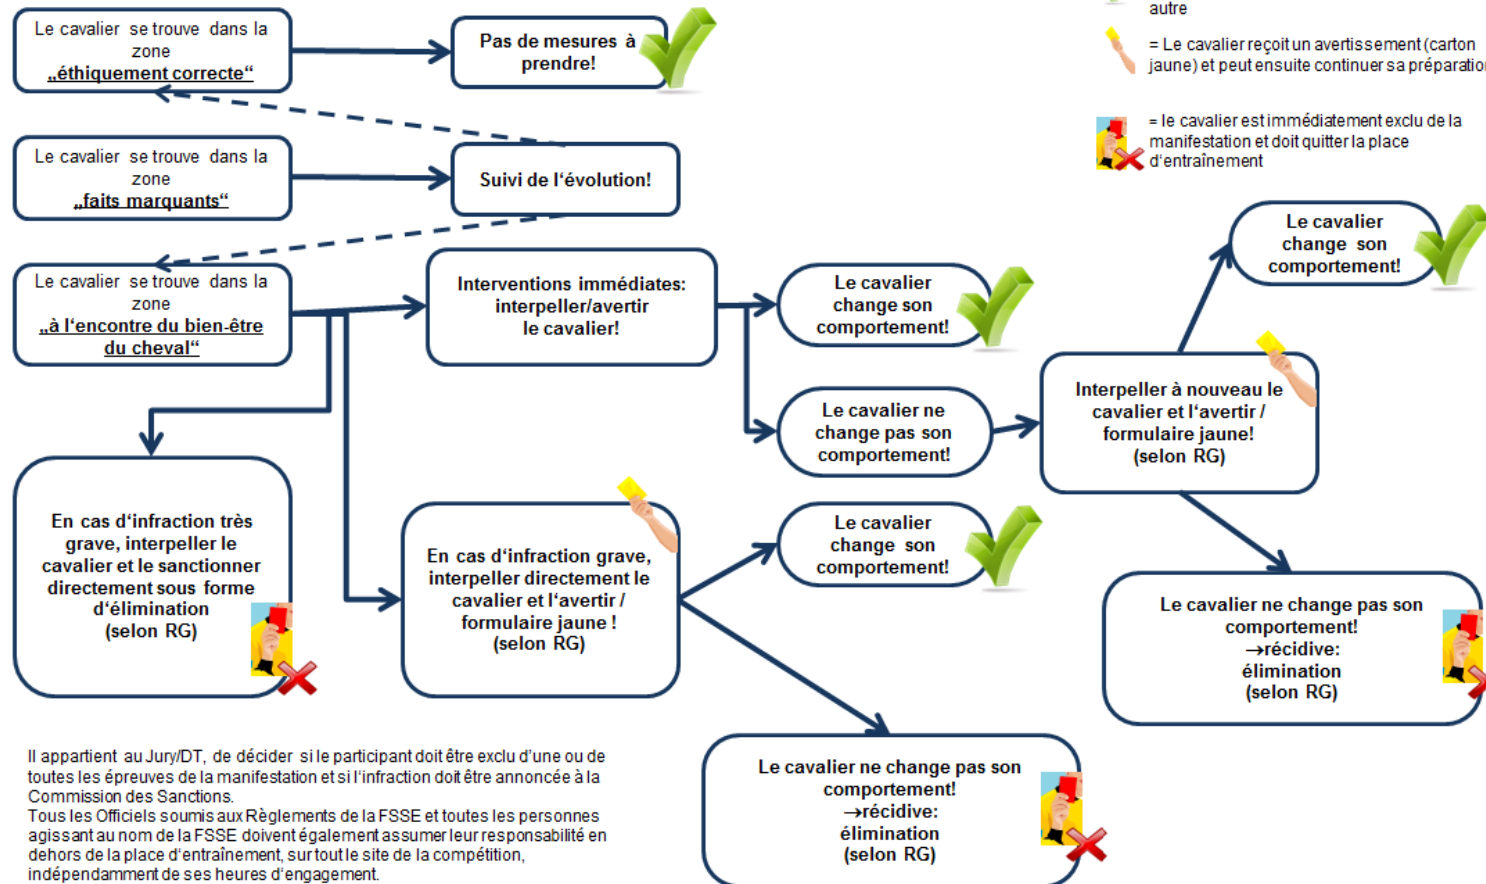 Le cavalier se trouve dans la
zone
„éthiquement correcte“
Pas de mesures à
prendre!
autre
= Le cavalier reçoit un avertissement (carton
jaune) et peut ensuite continuer sa préparation
= le cavalier est immédiatement exclu de la
manifestation et doit quitter la place
d‘entraînement
Le cavalier se trouve dans la
zone
„faits marquants“
Suivi de l‘évolution!
Le cavalier se trouve dans la
zone
„à l‘encontre du bien-être
du cheval“
Interventions immédiates:
interpeller/avertir
le cavalier!
Le cavalier
change son
comportement!
Le cavalier ne
change pas son
comportement!
Interpeller à nouveau le
cavalier et l‘avertir /
formulaire jaune!
(selon RG)
Le cavalier
change son
comportement!
Le cavalier ne change pas son
comportement!
→récidive:
élimination
(selon RG)
En cas d‘infraction très
grave, interpeller le
cavalier et le sanctionner
directement sous forme
d‘élimination
(selon RG)
En cas d‘infraction grave,
interpeller directement le
cavalier et l‘avertir /
formulaire jaune !
(selon RG)
Le cavalier
change son
comportement!
Le cavalier ne change pas son
comportement!
→récidive:
élimination
(selon RG)
Il appartient au Jury/DT, de décider si le participant doit être exclu d‘une ou de
toutes les épreuves de la manifestation et si l‘infraction doit être annoncée à la
Commission des Sanctions.
Tous les Officiels soumis aux Règlements de la FSSE et toutes les personnes
agissant au nom de la FSSE doivent également assumer leur responsabilité en
dehors de la place d‘entraînement, sur tout le site de la compétition,
indépendamment de ses heures d‘engagement.